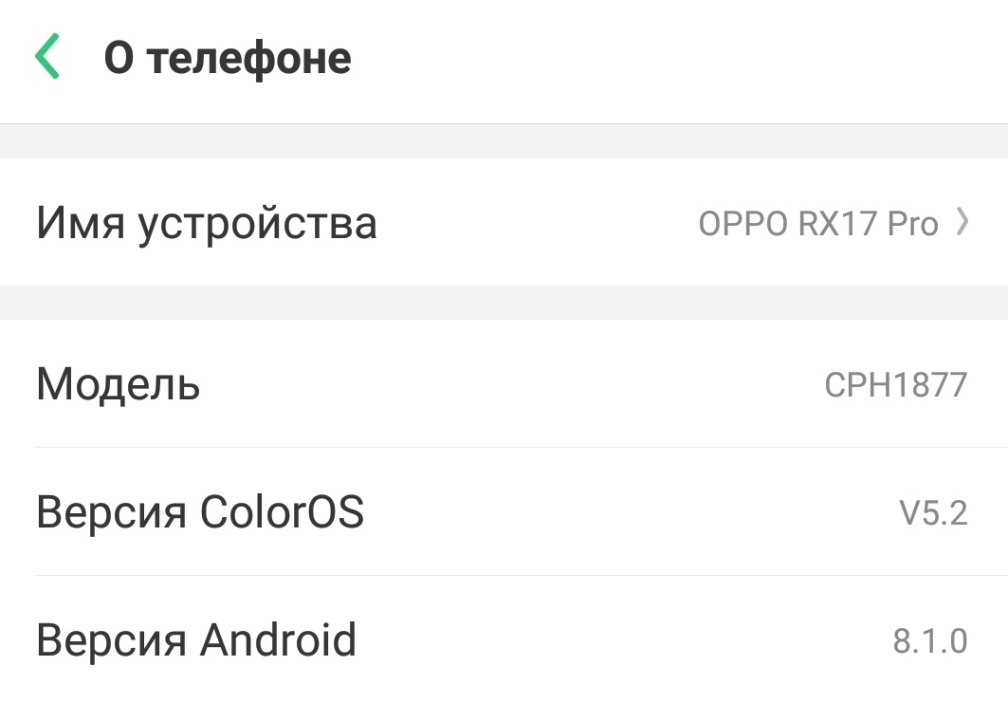 О телефоне
Имя устройства OPPO RX17 Pro
Модель CPH1877
Версия ColorOS V5.2
Версия Android 8.1.0